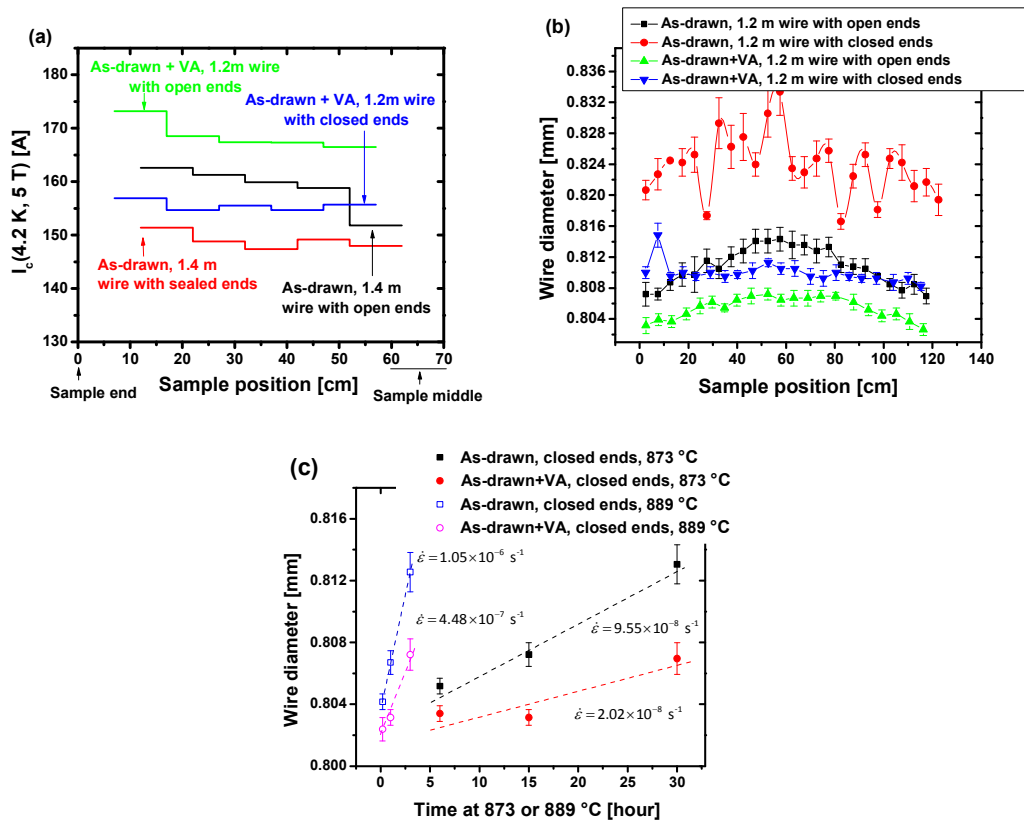 (a)
As-drawn + VA, 1.2m wire
with open ends
As-drawn + VA, 1.2m wire
with closed ends
As-drawn, 1.4 m
wire with sealed ends
As-drawn, 1.4 m
wire with open ends
I_c(4.2 K, 5 T) [A]
170
160
150
140
130
0
10
20
30
40
50
60
70
Sample position [cm]
Sample end
Sample middle
(b)
As-drawn, 1.2 m wire with open ends
As-drawn, 1.2 m wire with closed ends
As-drawn+VA, 1.2 m wire with open ends
As-drawn+VA, 1.2 m wire with closed ends
Wire diameter [mm]
0.832
0.828
0.824
0.820
0.816
0.812
0.808
0.804
0
20
40
60
80
100
120
140
Sample position [cm]
(c)
As-drawn, closed ends, 873 °C
As-drawn+VA, closed ends, 873 °C
As-drawn, closed ends, 889 °C
As-drawn+VA, closed ends, 889 °C
Wire diameter [mm]
0.816
0.812
0.808
0.804
0.800
ε̇ = 1.05×10⁻⁶ s⁻¹
ε̇ = 4.48×10⁻⁷ s⁻¹
ε̇ = 9.55×10⁻⁸ s⁻¹
ε̇ = 2.02×10⁻⁸ s⁻¹
0
5
10
15
20
25
30
Time at 873 or 889 °C [hour]